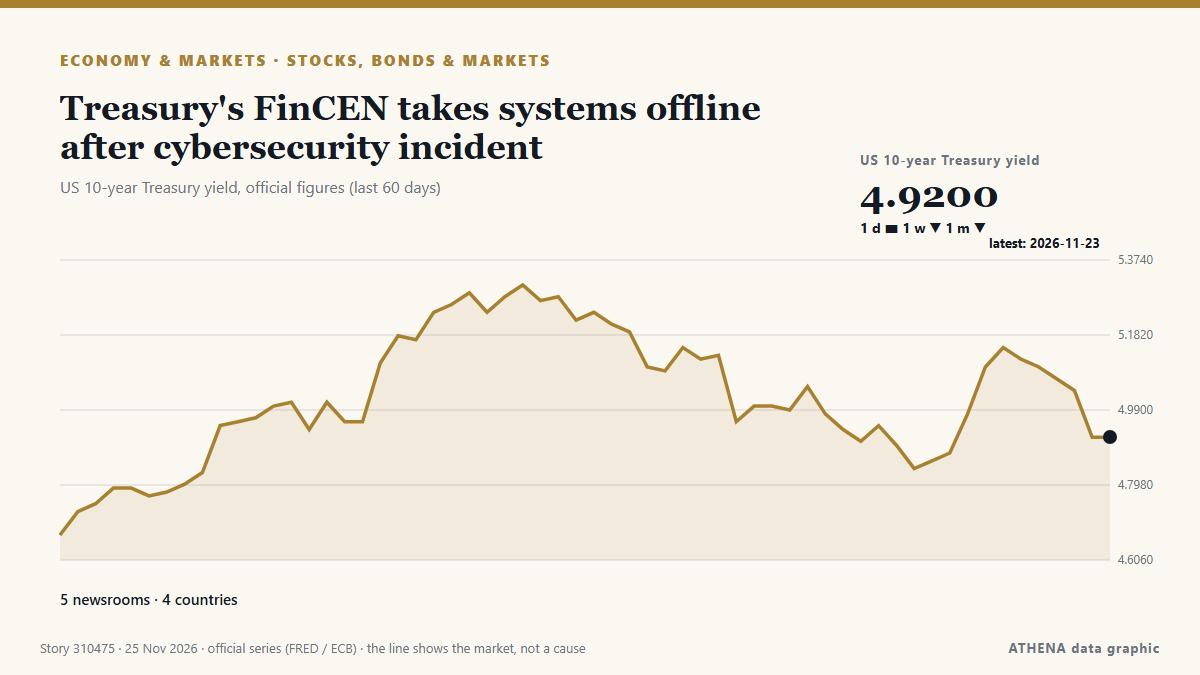 ECONOMY & MARKETS · STOCKS, BONDS & MARKETS
Treasury's FinCEN takes systems offline
after cybersecurity incident
US 10-year Treasury yield, official figures (last 60 days)
US 10-year Treasury yield
4.9200
1 d ▬ 1 w ▼ 1 m ▼
latest: 2026-11-23
5.3740
5.1820
4.9900
4.7980
4.6060
5 newsrooms · 4 countries
Story 310475 · 25 Nov 2026 · official series (FRED / ECB) · the line shows the market, not a cause
ATHENA data graphic